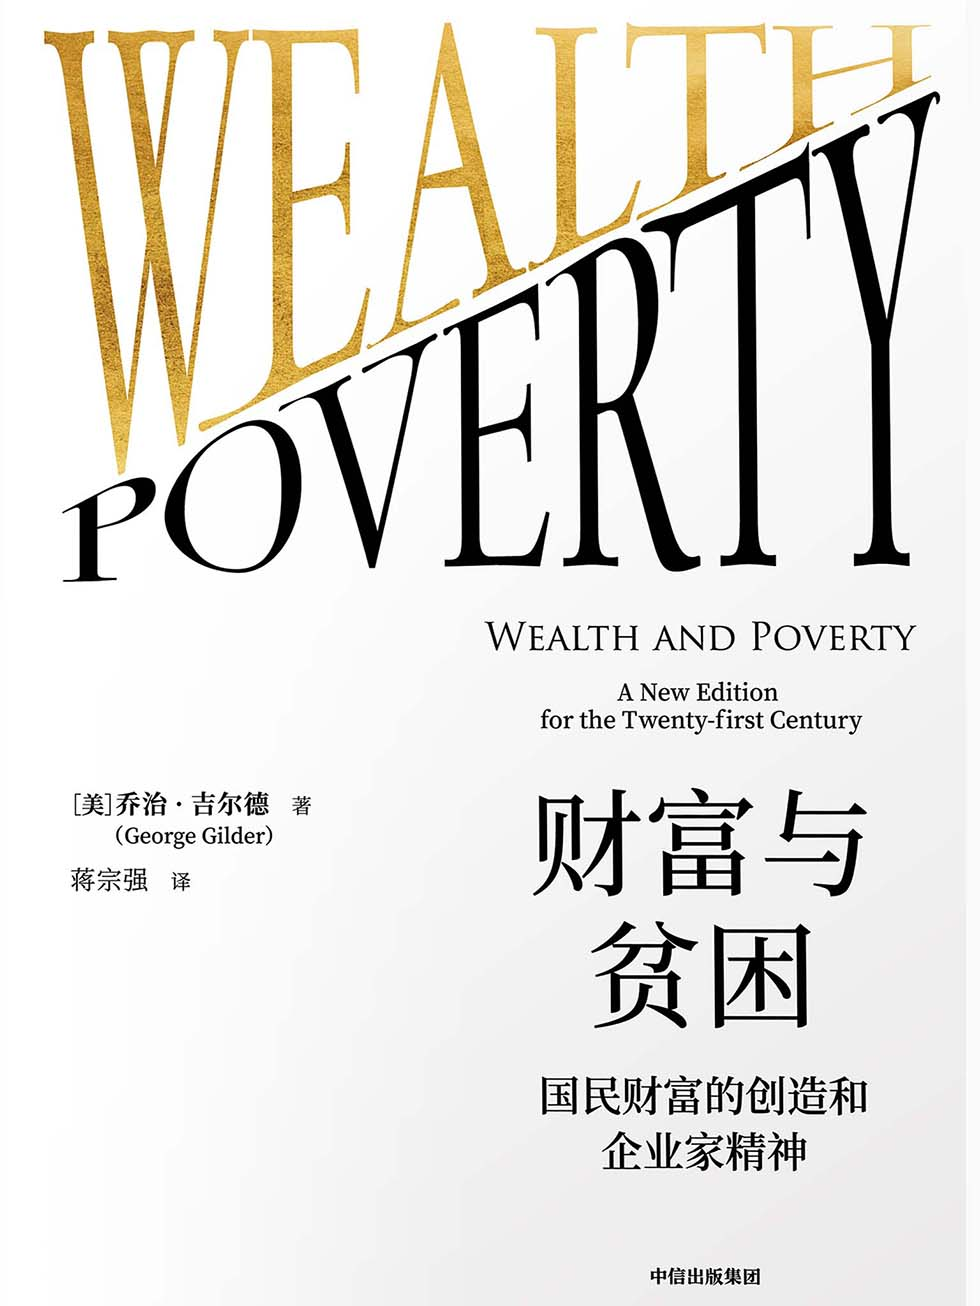 WEALTH
POVERTY
WEALTH AND POVERTY
A New Edition
for the Twenty-first Century
[美]乔治·吉尔德 著
(George Gilder)
蒋宗强 译
财富与
贫困
国民财富的创造和
企业家精神
中信出版集团